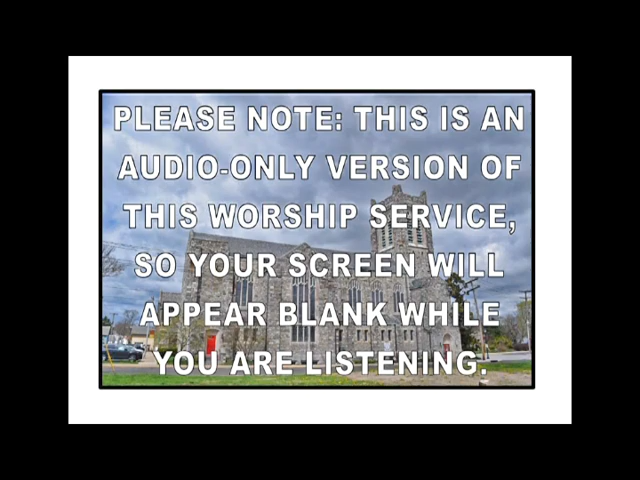 PLEASE NOTE: THIS IS AN
AUDIO-ONLY VERSION OF
THIS WORSHIP SERVICE,
SO YOUR SCREEN WILL
APPEAR BLANK WHILE
YOU ARE LISTENING.